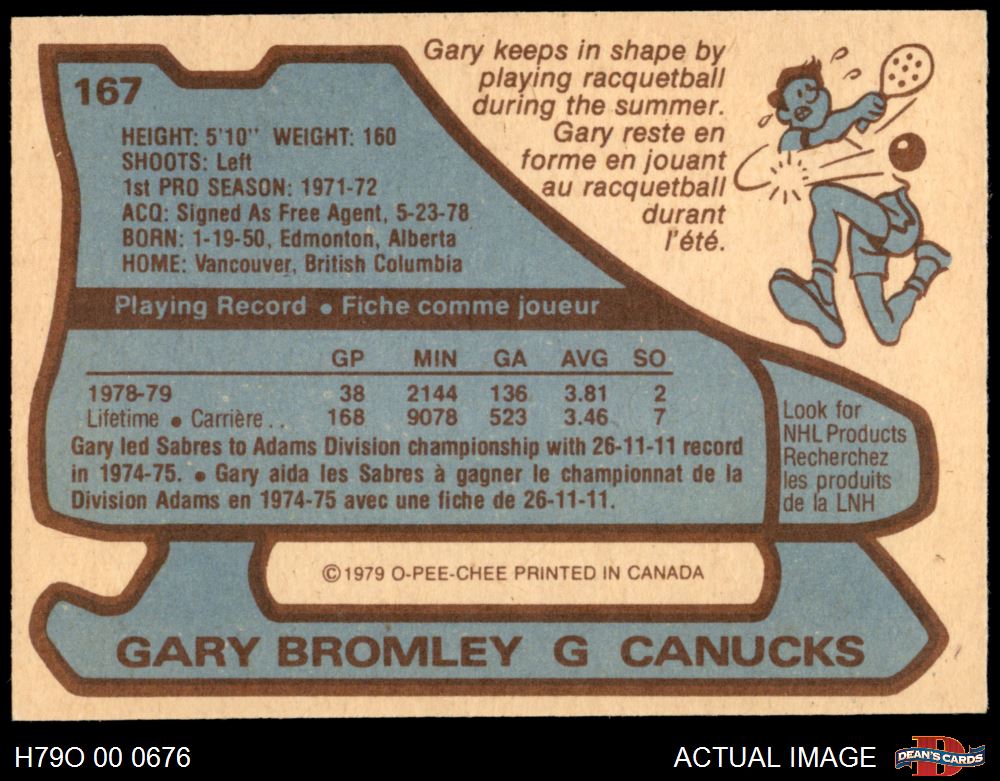 167
HEIGHT: 5'10" WEIGHT: 160
SHOOTS: Left
1st PRO SEASON: 1971-72
ACQ: Signed As Free Agent, 5-23-78
BORN: 1-19-50, Edmonton, Alberta
HOME: Vancouver, British Columbia
Gary keeps in shape by
playing racquetball
during the summer.
Gary reste en
forme en jouant
au racquetball
durant
l'été.
Playing Record • Fiche comme joueur
GP MIN GA AVG SO
1978-79 38 2144 136 3.81 2
Lifetime • Carrière . . 168 9078 523 3.46 7
Gary led Sabres to Adams Division championship with 26-11-11 record
in 1974-75. • Gary aida les Sabres à gagner le championnat de la
Division Adams en 1974-75 avec une fiche de 26-11-11.
Look for
NHL Products
Recherchez
les produits
de la LNH
©1979 O-PEE-CHEE PRINTED IN CANADA
GARY BROMLEY G CANUCKS
H79O 00 0676
ACTUAL IMAGE
D
DEAN'S CARDS